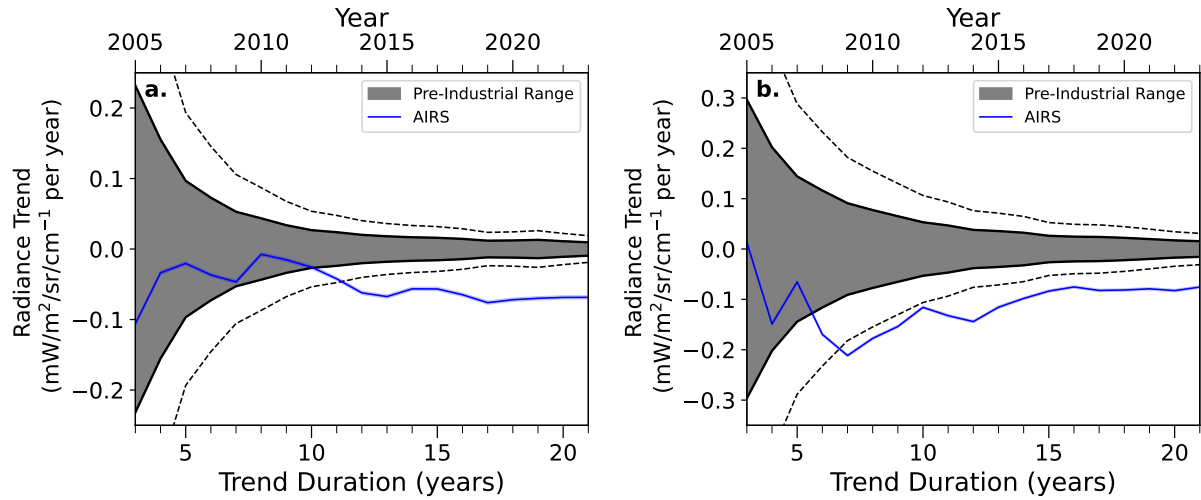 Year
2005 2010 2015 2020
a.
Pre-Industrial Range
AIRS
0.2
0.1
0.0
−0.1
−0.2
Radiance Trend
(mW/m²/sr/cm⁻¹ per year)
5 10 15 20
Trend Duration (years)
Year
2005 2010 2015 2020
b.
Pre-Industrial Range
AIRS
0.3
0.2
0.1
0.0
−0.1
−0.2
−0.3
Radiance Trend
(mW/m²/sr/cm⁻¹ per year)
5 10 15 20
Trend Duration (years)